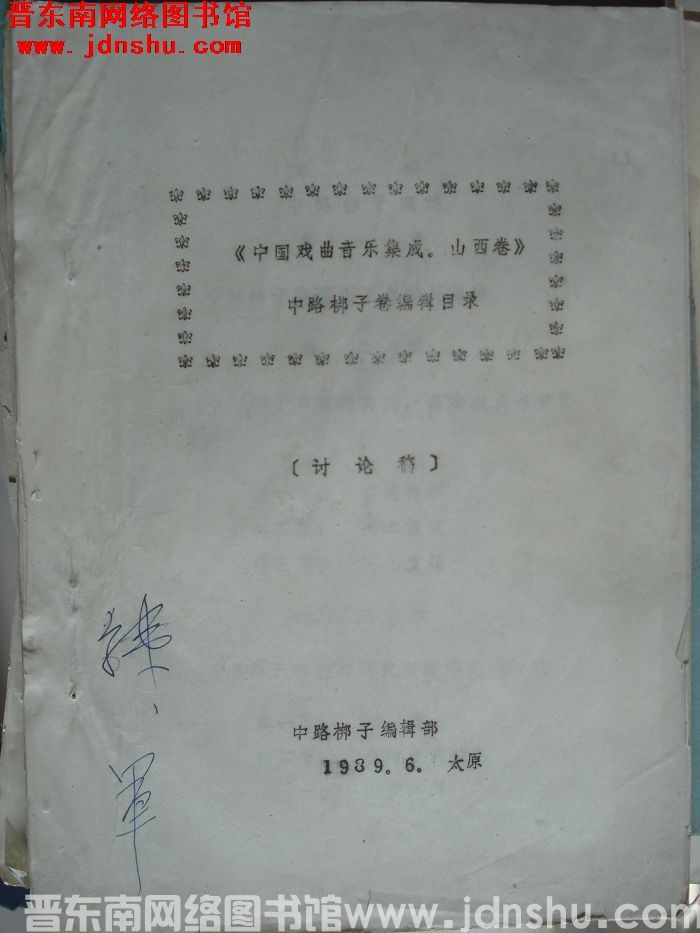 晋东南网络图书馆
www.jdnshu.com
《中国戏曲音乐集成。山西卷》
中路梆子卷编辑目录
〔讨论稿〕
中路梆子编辑部
1989.6. 太原
军
晋东南网络图书馆www.jdnshu.com